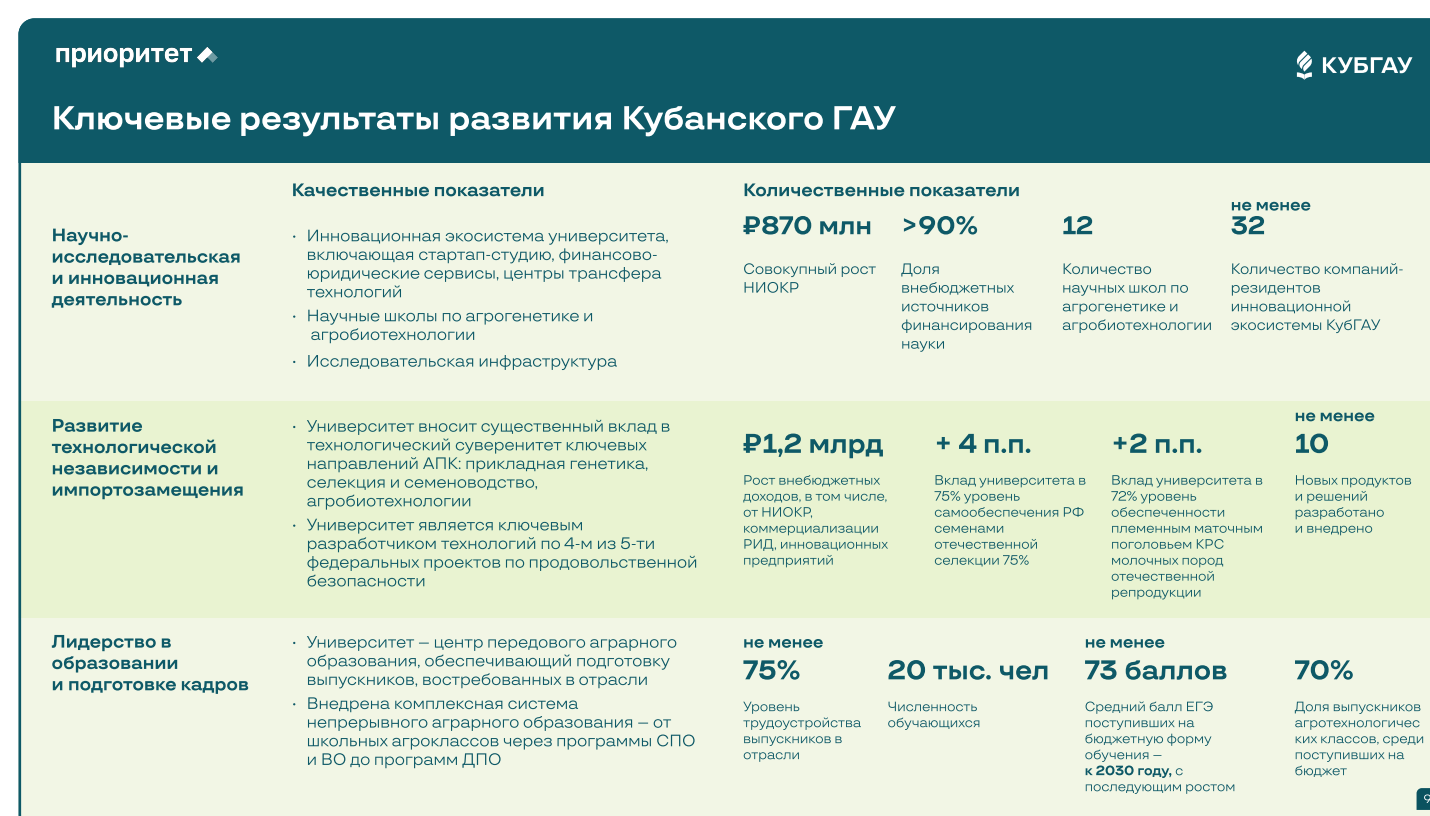 приоритет
КУБГАУ
Ключевые результаты развития Кубанского ГАУ
Качественные показатели
Количественные показатели
Научно-
исследовательская
и инновационная
деятельность
· Инновационная экосистема университета,
включающая стартап-студию, финансово-
юридические сервисы, центры трансфера
технологий
· Научные школы по агрогенетике и
агробиотехнологии
· Исследовательская инфраструктура
₽870 млн
Совокупный рост
НИОКР
>90%
Доля
внебюджетных
источников
финансирования
науки
12
Количество
научных школ по
агрогенетике и
агробиотехнологии
не менее
32
Количество компаний-
резидентов
инновационной
экосистемы КубГАУ
Развитие
технологической
независимости и
импортозамещения
· Университет вносит существенный вклад в
технологический суверенитет ключевых
направлений АПК: прикладная генетика,
селекция и семеноводство,
агробиотехнологии
· Университет является ключевым
разработчиком технологий по 4-м из 5-ти
федеральных проектов по продовольственной
безопасности
₽1,2 млрд
Рост внебюджетных
доходов, в том числе,
от НИОКР,
коммерциализации
РИД, инновационных
предприятий
+ 4 п.п.
Вклад университета в
75% уровень
самообеспечения РФ
семенами
отечественной
селекции 75%
+2 п.п.
Вклад университета в
72% уровень
обеспеченности
племенным маточным
поголовьем КРС
молочных пород
отечественной
репродукции
не менее
10
Новых продуктов
и решений
разработано
и внедрено
Лидерство в
образовании
и подготовке кадров
· Университет – центр передового аграрного
образования, обеспечивающий подготовку
выпускников, востребованных в отрасли
· Внедрена комплексная система
непрерывного аграрного образования – от
школьных агроклассов через программы СПО
и ВО до программ ДПО
не менее
75%
Уровень
трудоустройства
выпускников в
отрасли
20 тыс. чел
Численность
обучающихся
не менее
73 баллов
Средний балл ЕГЭ
поступивших на
бюджетную форму
обучения –
к 2030 году, с
последующим ростом
70%
Доля выпускников
агротехнологичес
ких классов, среди
поступивших на
бюджет
9